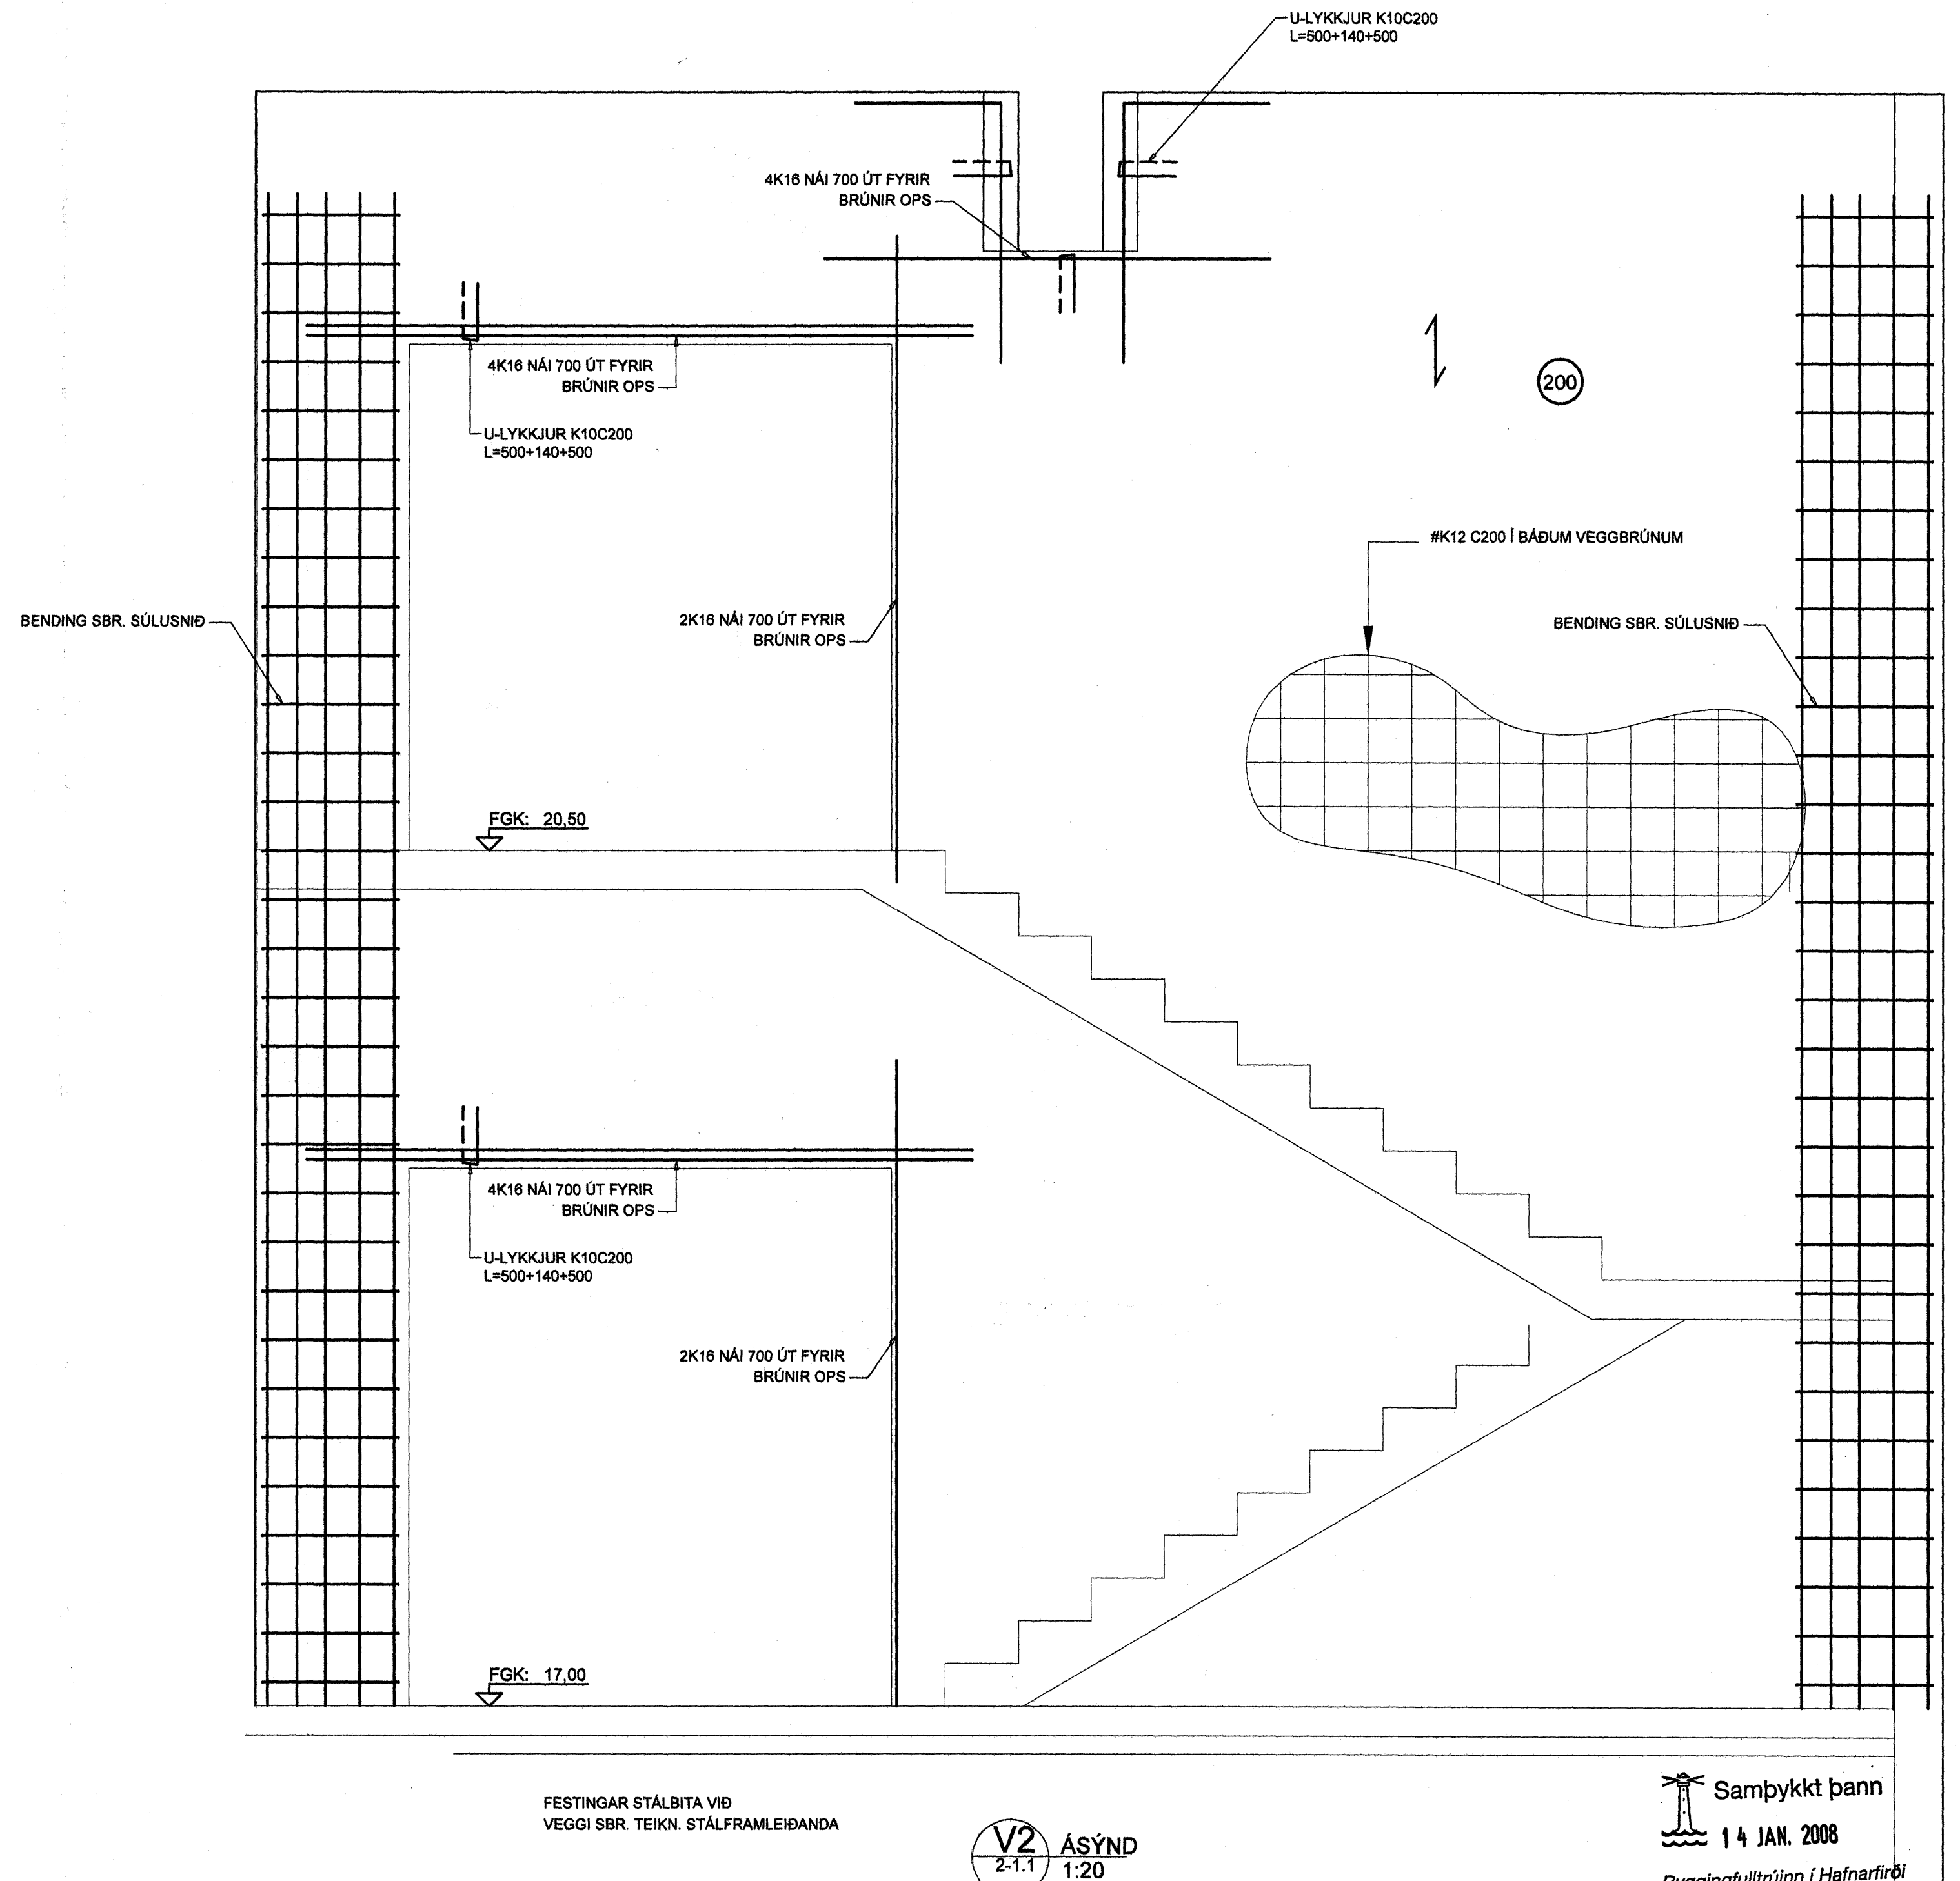 U-LYKKJUR K10C200
L=500+140+500
4K16 NÁI 700 ÚT FYRIR
BRÚNIR OPS
4K16 NÁI 700 ÚT FYRIR
BRÚNIR OPS
200
U-LYKKJUR K10C200
L=500+140+500
#K12 C200 Í BÁÐUM VEGGBRÚNUM
BENDING SBR. SÚLUSNIÐ
2K16 NÁI 700 ÚT FYRIR
BRÚNIR OPS
BENDING SBR. SÚLUSNIÐ
FGK: 20,50
4K16 NÁI 700 ÚT FYRIR
BRÚNIR OPS
U-LYKKJUR K10C200
L=500+140+500
2K16 NÁI 700 ÚT FYRIR
BRÚNIR OPS
FGK: 17,00
FESTINGAR STÁLBITA VIÐ
VEGGI SBR. TEIKN. STÁLFRAMLEIÐANDA
V2
2-1.1
ÁSÝND
1:20
Samþykkt þann
14 JAN. 2008
Byggingfulltrúinn í Hafnarfirði